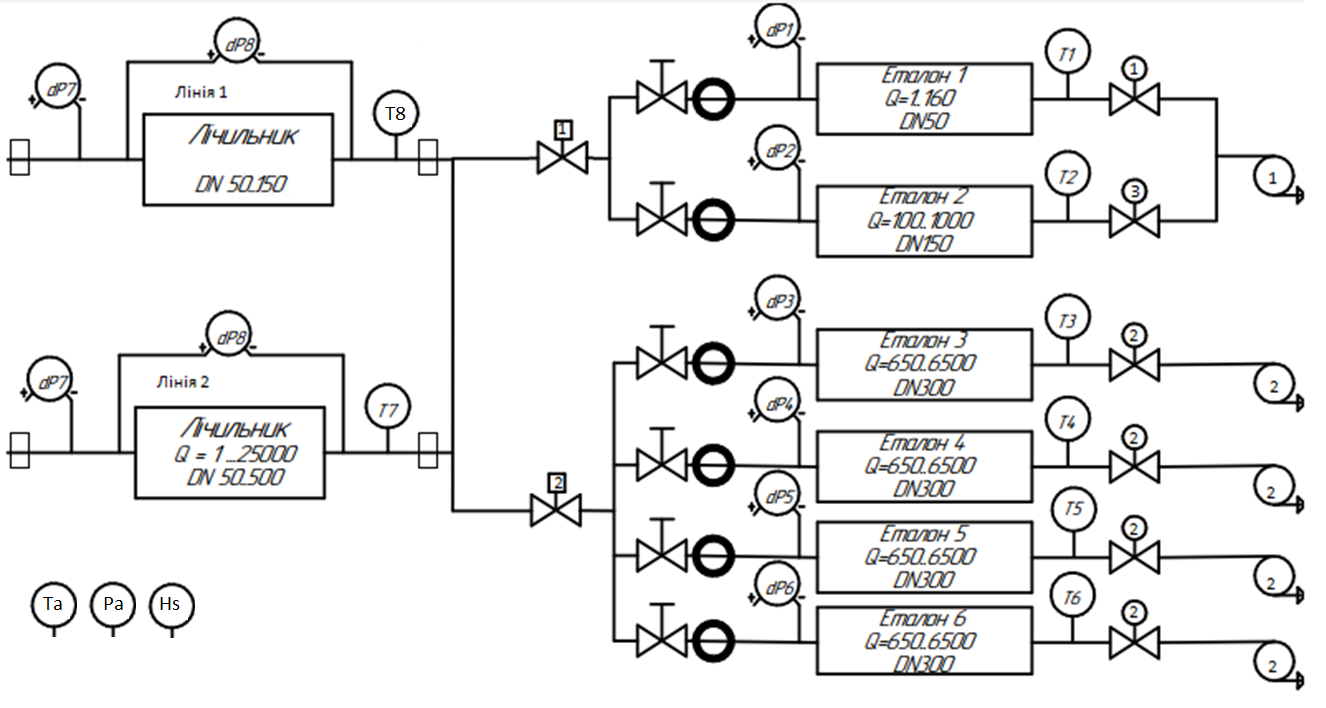 dP8
dP7
Лінія 1
Лічильник
DN 50..150
T8
1
dP1
Еталон 1
Q=1..160
DN50
T1
1
dP2
Еталон 2
Q=100..1000
DN150
T2
3
1
dP8
dP7
Лінія 2
Лічильник
Q = 1 ...25000
DN 50..500
T7
2
dP3
Еталон 3
Q=650..6500
DN300
T3
2
2
dP4
Еталон 4
Q=650..6500
DN300
T4
2
2
dP5
Еталон 5
Q=650..6500
DN300
T5
2
2
dP6
Еталон 6
Q=650..6500
DN300
T6
2
2
Ta
Pa
Hs